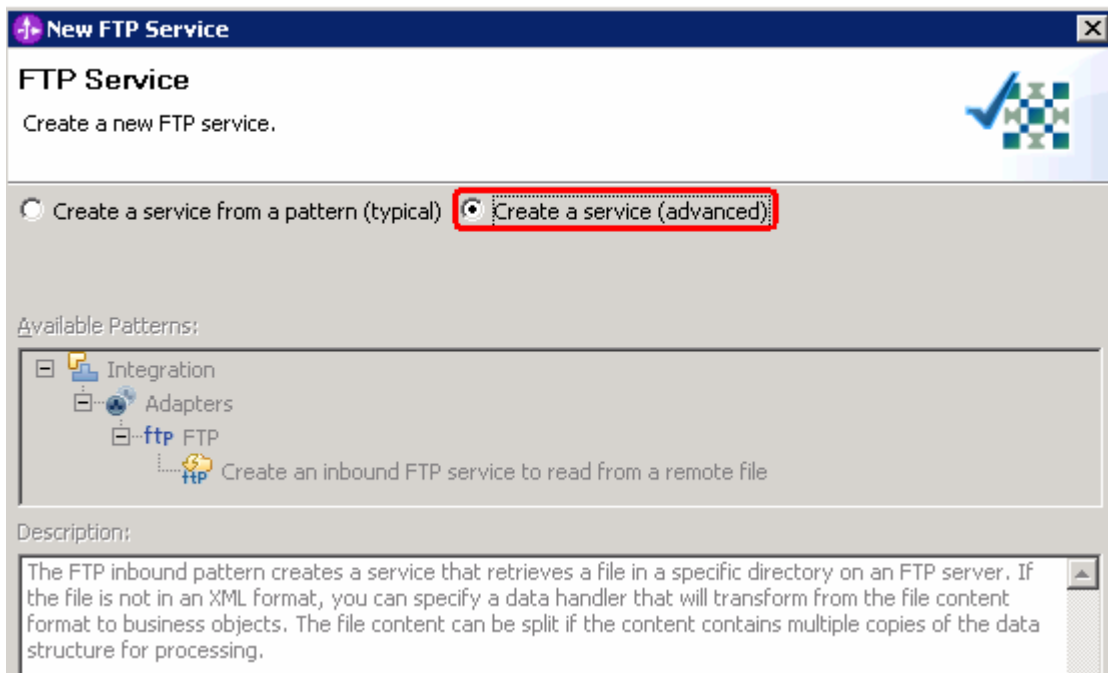 New FTP Service
FTP Service
Create a new FTP service.
Create a service from a pattern (typical) Create a service (advanced)
Available Patterns:
Integration
Adapters
ftp FTP
ftp Create an inbound FTP service to read from a remote file
Description:
The FTP inbound pattern creates a service that retrieves a file in a specific directory on an FTP server. If
the file is not in an XML format, you can specify a data handler that will transform from the file content
format to business objects. The file content can be split if the content contains multiple copies of the data
structure for processing.